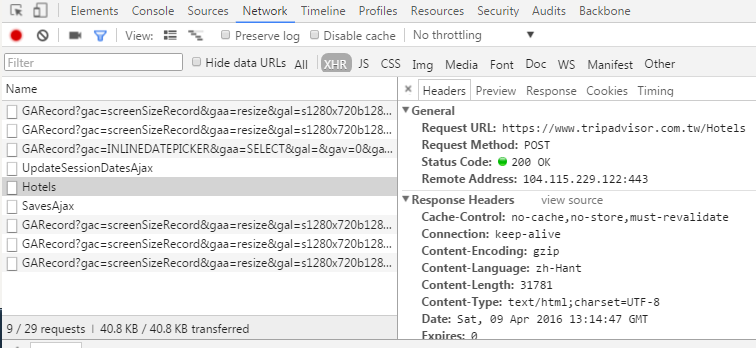 Elements Console Sources Network Timeline Profiles Resources Security Audits Backbone
View: Preserve log Disable cache No throttling
Filter Hide data URLs All XHR JS CSS Img Media Font Doc WS Manifest Other
Name
GARecord?gac=screenSizeRecord&gaa=resize&gal=s1280x720b128...
GARecord?gac=screenSizeRecord&gaa=resize&gal=s1280x720b128...
GARecord?gac=INLINEDATEPICKER&gaa=SELECT&gal=&gav=0&ga...
UpdateSessionDatesAjax
Hotels
SavesAjax
GARecord?gac=screenSizeRecord&gaa=resize&gal=s1280x720b128...
GARecord?gac=screenSizeRecord&gaa=resize&gal=s1280x720b128...
GARecord?gac=screenSizeRecord&gaa=resize&gal=s1280x720b128...
9 / 29 requests | 40.8 KB / 40.8 KB transferred
× Headers Preview Response Cookies Timing
General
Request URL: https://www.tripadvisor.com.tw/Hotels
Request Method: POST
Status Code: 200 OK
Remote Address: 104.115.229.122:443
Response Headers view source
Cache-Control: no-cache,no-store,must-revalidate
Connection: keep-alive
Content-Encoding: gzip
Content-Language: zh-Hant
Content-Length: 31781
Content-Type: text/html;charset=UTF-8
Date: Sat, 09 Apr 2016 13:14:47 GMT
Expires: 0